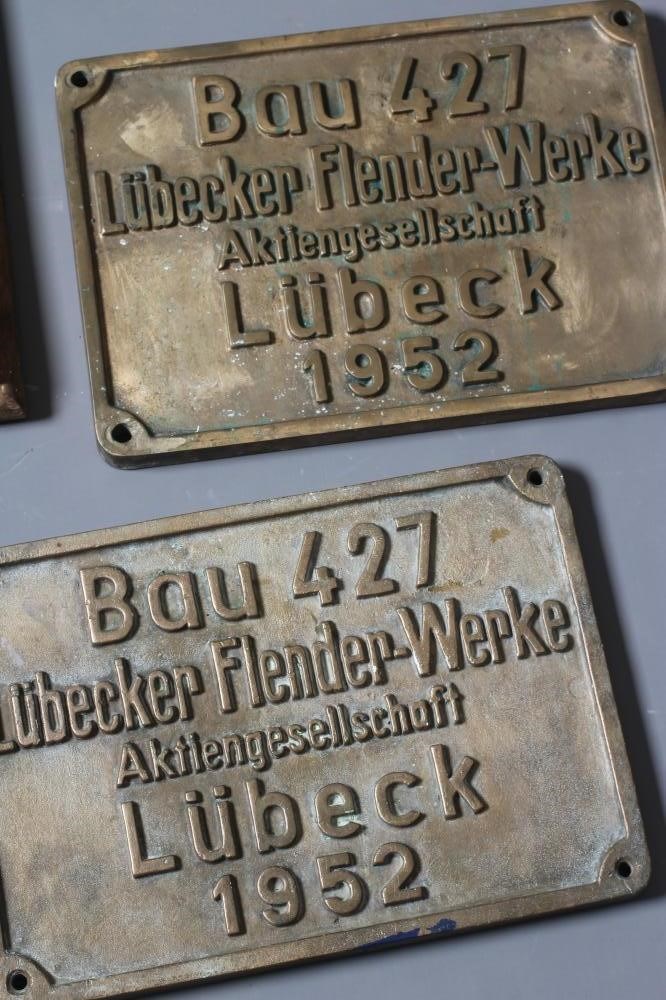 Bau 427
Lübecker Flender-Werke
Aktiengesellschaft
Lübeck
1952
Bau 427
Lübecker Flender-Werke
Aktiengesellschaft
Lübeck
1952